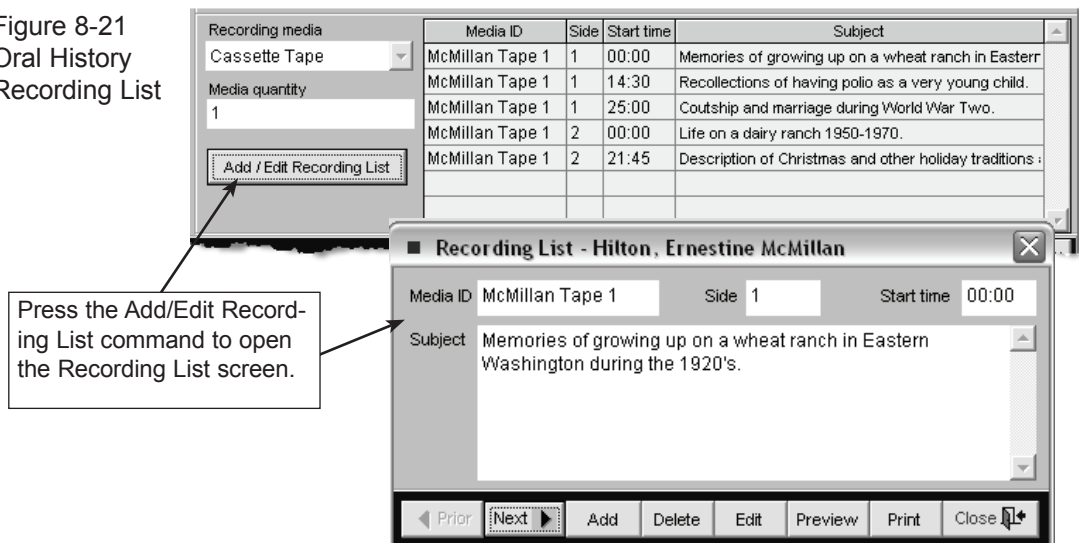 Figure 8-21
Oral History
Recording List
Recording media
Cassette Tape
Media quantity
1
Add / Edit Recording List
Media ID Side Start time Subject
McMillan Tape 1 1 00:00 Memories of growing up on a wheat ranch in Eastern
McMillan Tape 1 1 14:30 Recollections of having polio as a very young child.
McMillan Tape 1 1 25:00 Coutship and marriage during World War Two.
McMillan Tape 1 2 00:00 Life on a dairy ranch 1950-1970.
McMillan Tape 1 2 21:45 Description of Christmas and other holiday traditions
Press the Add/Edit Record-
ing List command to open
the Recording List screen.
Recording List - Hilton, Ernestine McMillan
Media ID McMillan Tape 1 Side 1 Start time 00:00
Subject Memories of growing up on a wheat ranch in Eastern
Washington during the 1920's.
Prior Next Add Delete Edit Preview Print Close